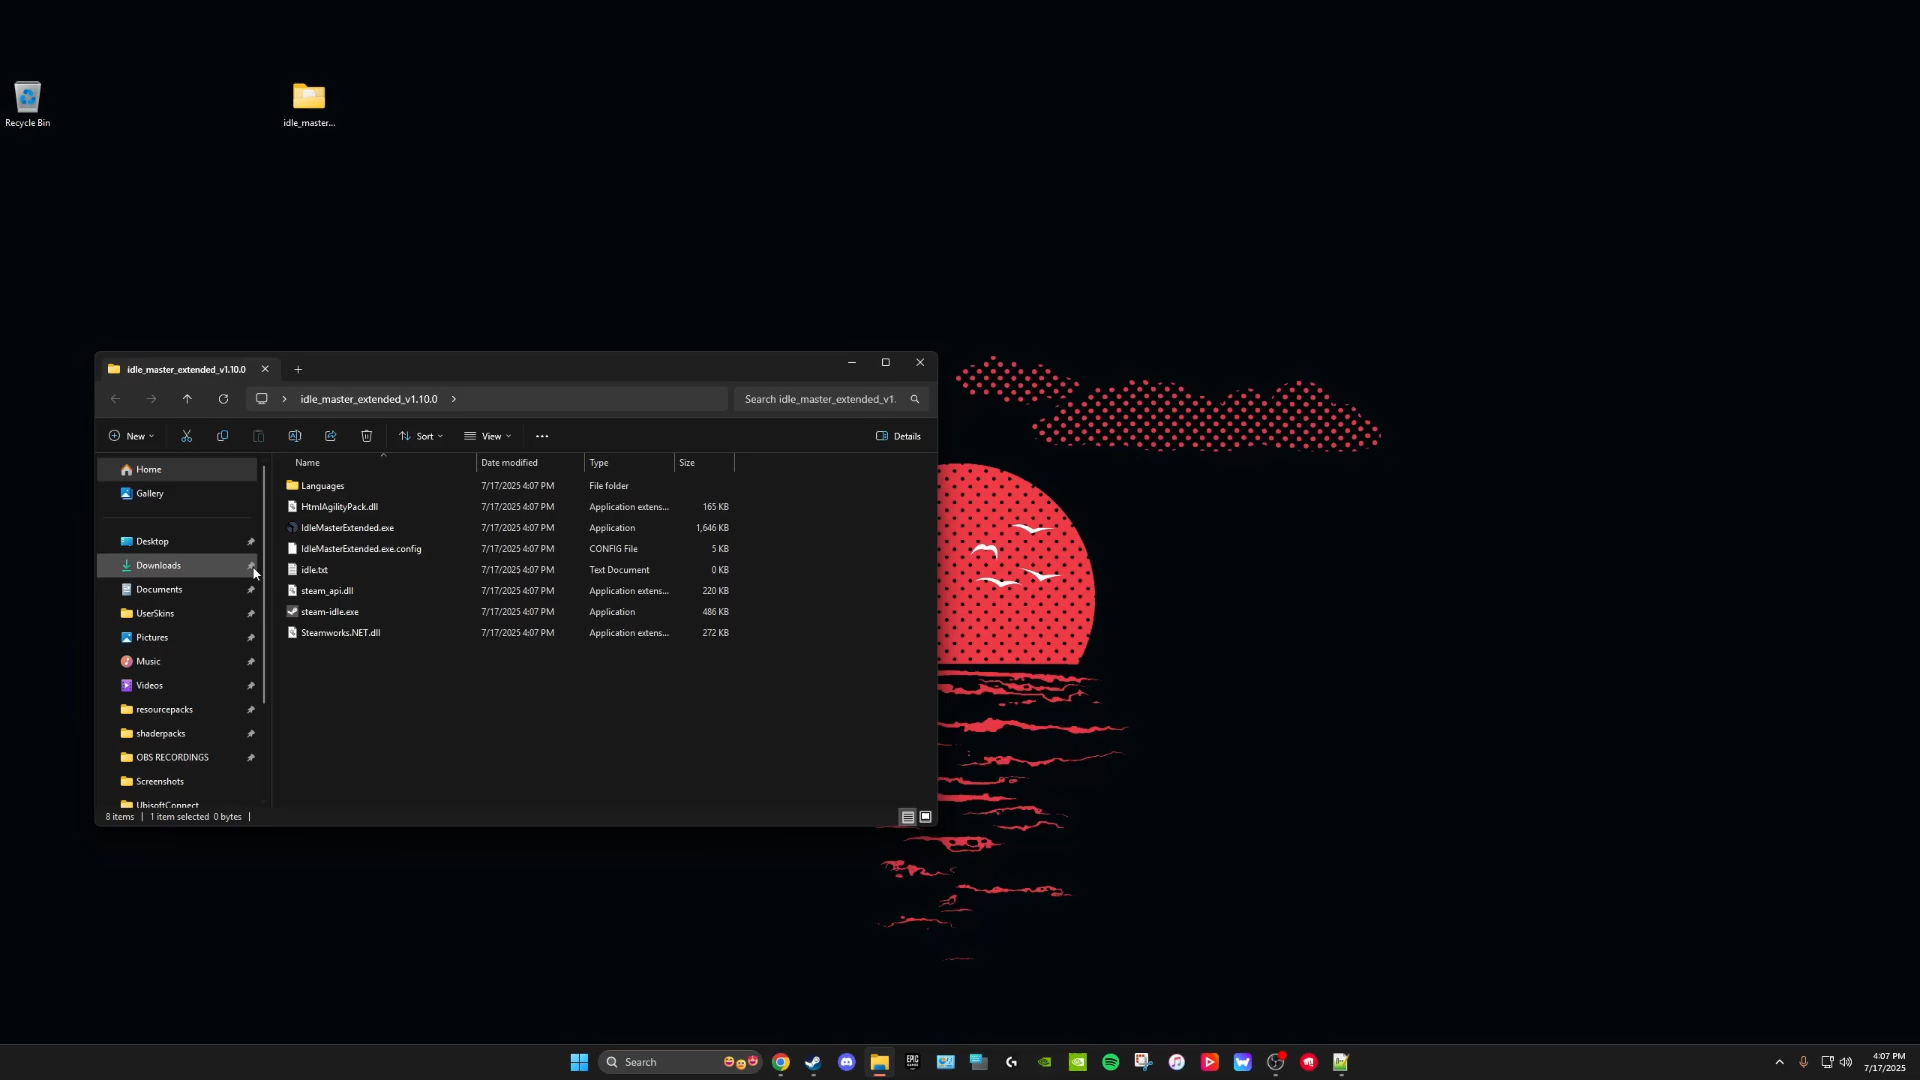 Recycle Bin
idle_master...
idle_master_extended_v1.10.0
idle_master_extended_v1.10.0
Search idle_master_extended_v1.
New
Sort
View
Details
Name Date modified Type Size
Home
Gallery
Desktop
Downloads
Documents
UserSkins
Pictures
Music
Videos
resourcepacks
shaderpacks
OBS RECORDINGS
Screenshots
UbisoftConnect
Languages 7/17/2025 4:07 PM File folder
HtmlAgilityPack.dll 7/17/2025 4:07 PM Application extens... 165 KB
IdleMasterExtended.exe 7/17/2025 4:07 PM Application 1,646 KB
IdleMasterExtended.exe.config 7/17/2025 4:07 PM CONFIG File 5 KB
idle.txt 7/17/2025 4:07 PM Text Document 0 KB
steam_api.dll 7/17/2025 4:07 PM Application extens... 220 KB
steam-idle.exe 7/17/2025 4:07 PM Application 486 KB
Steamworks.NET.dll 7/17/2025 4:07 PM Application extens... 272 KB
8 items 1 item selected 0 bytes
Search
EPIC
4:07 PM
7/17/2025